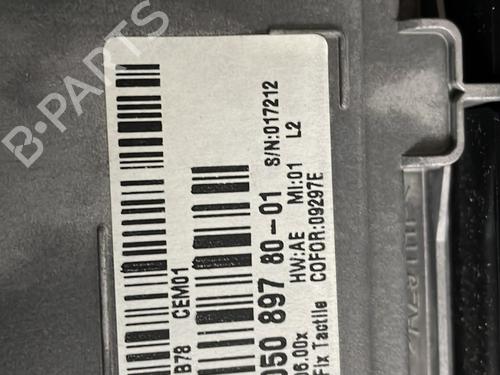 B-PARTS
B78 CEM01
050 897 80-01 S/N:017212
06.00x HW:AE MI:01 L2
Fix Tactile COFOR:09297E